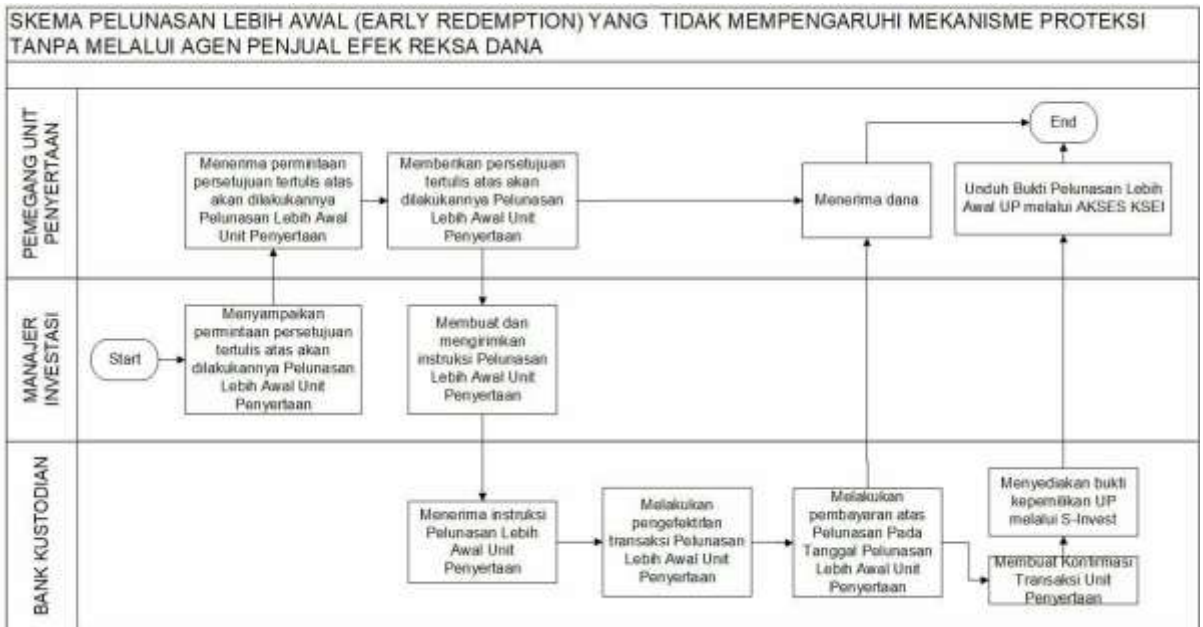 SKEMA PELUNASAN LEBIH AWAL (EARLY REDEMPTION) YANG TIDAK MEMPENGARUHI MEKANISME PROTEKSI
TANPA MELALUI AGEN PENJUAL EFEK REKSA DANA
PEMEGANG UNIT
PENYERTAAN
Menerima permintaan
persetujuan tertulis atas
akan dilakukannya
Pelunasan Lebih Awal
Unit Penyertaan
Memberikan persetujuan
tertulis atas akan
dilakukannya Pelunasan
Lebih Awal Unit
Penyertaan
Menerima dana
End
Unduh Bukti Pelunasan Lebih
Awal UP melalui AKSES KSEI
MANAJER
INVESTASI
Start
Menyampaikan
permintaan persetujuan
tertulis atas akan
dilakukannya Pelunasan
Lebih Awal Unit
Penyertaan
Membuat dan
mengirimkan
instruksi Pelunasan
Lebih Awal Unit
Penyertaan
BANK KUSTODIAN
Menerima instruksi
Pelunasan Lebih
Awal Unit
Penyertaan
Melakukan
pengefektifan
transaksi Pelunasan
Lebih Awal Unit
Penyertaan
Melakukan
pembayaran atas
Pelunasan Pada
Tanggal Pelunasan
Lebih Awal Unit
Penyertaan
Menyediakan bukti
kepemilikan UP
melalui S-Invest
Membuat Konfirmasi
Transaksi Unit
Penyertaan